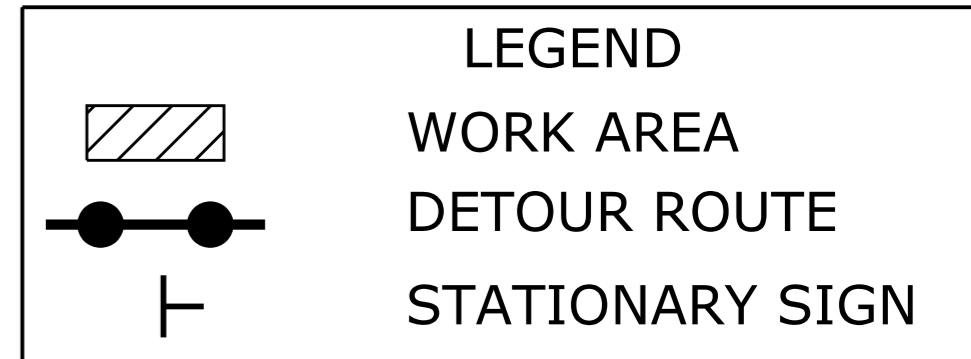 LEGEND
WORK AREA
DETOUR ROUTE
STATIONARY SIGN